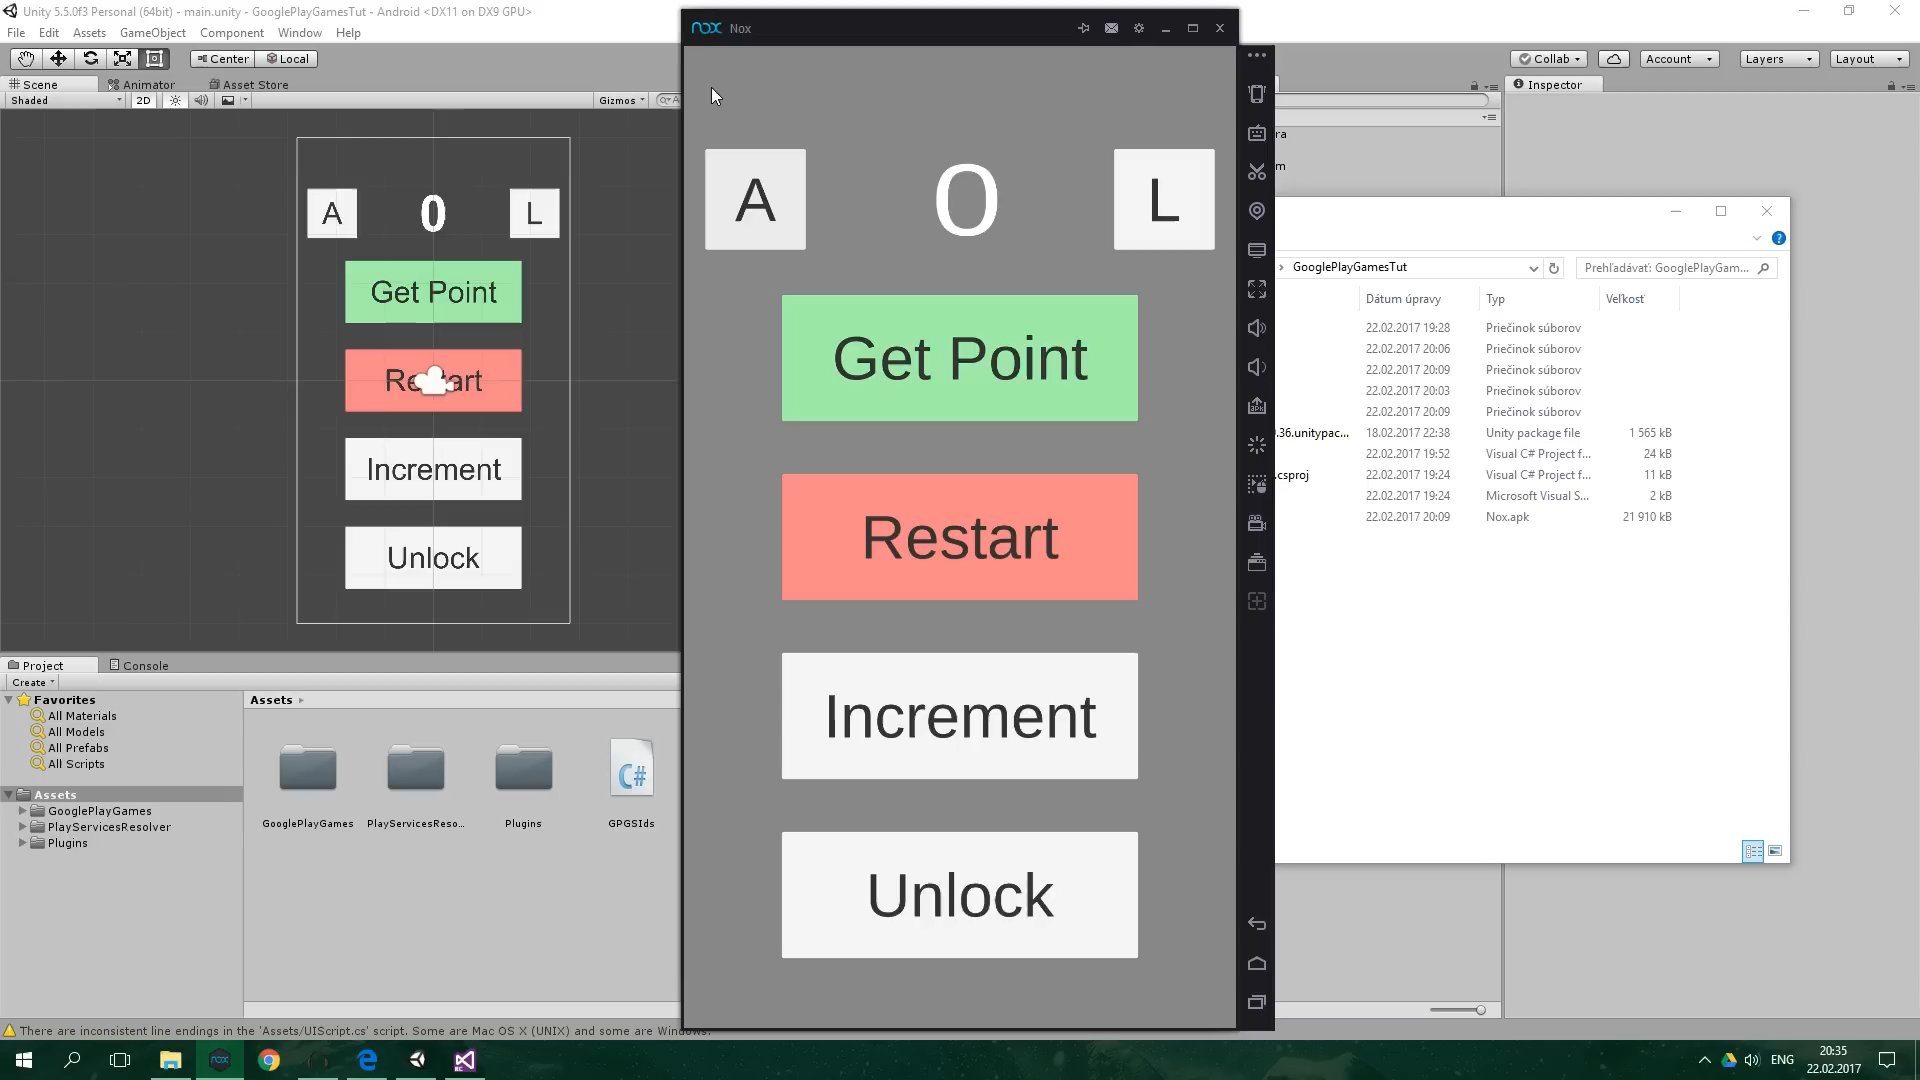 Unity 5.5.0f3 Personal (64bit) - main.unity - GooglePlayGamesTut - Android <DX11 on DX9 GPU>
File Edit Assets GameObject Component Window Help
Center Local
Collab Account Layers Layout
Scene Animator Asset Store
Shaded 2D Gizmos A
A 0 L
Get Point
Restart
Increment
Unlock
nox Nox
A 0 L
Get Point
Restart
Increment
Unlock
Inspector
ra
m
GooglePlayGamesTut Prehľadávať: GooglePlayGam...
Dátum úpravy Typ Veľkosť
22.02.2017 19:28 Priečinok súborov
22.02.2017 20:06 Priečinok súborov
22.02.2017 20:09 Priečinok súborov
22.02.2017 20:03 Priečinok súborov
22.02.2017 20:09 Priečinok súborov
.36.unitypac... 18.02.2017 22:38 Unity package file 1 565 kB
22.02.2017 19:52 Visual C# Project f... 24 kB
.csproj 22.02.2017 19:24 Visual C# Project f... 11 kB
22.02.2017 19:24 Microsoft Visual S... 2 kB
22.02.2017 20:09 Nox.apk 21 910 kB
Project Console
Create
Favorites
All Materials
All Models
All Prefabs
All Scripts
Assets
GooglePlayGames
PlayServicesResolver
Plugins
Assets
GooglePlayGames PlayServicesReso... Plugins C# GPGSIds
There are inconsistent line endings in the 'Assets/UIScript.cs' script. Some are Mac OS X (UNIX) and some are Windows.
ENG 20:35
22.02.2017